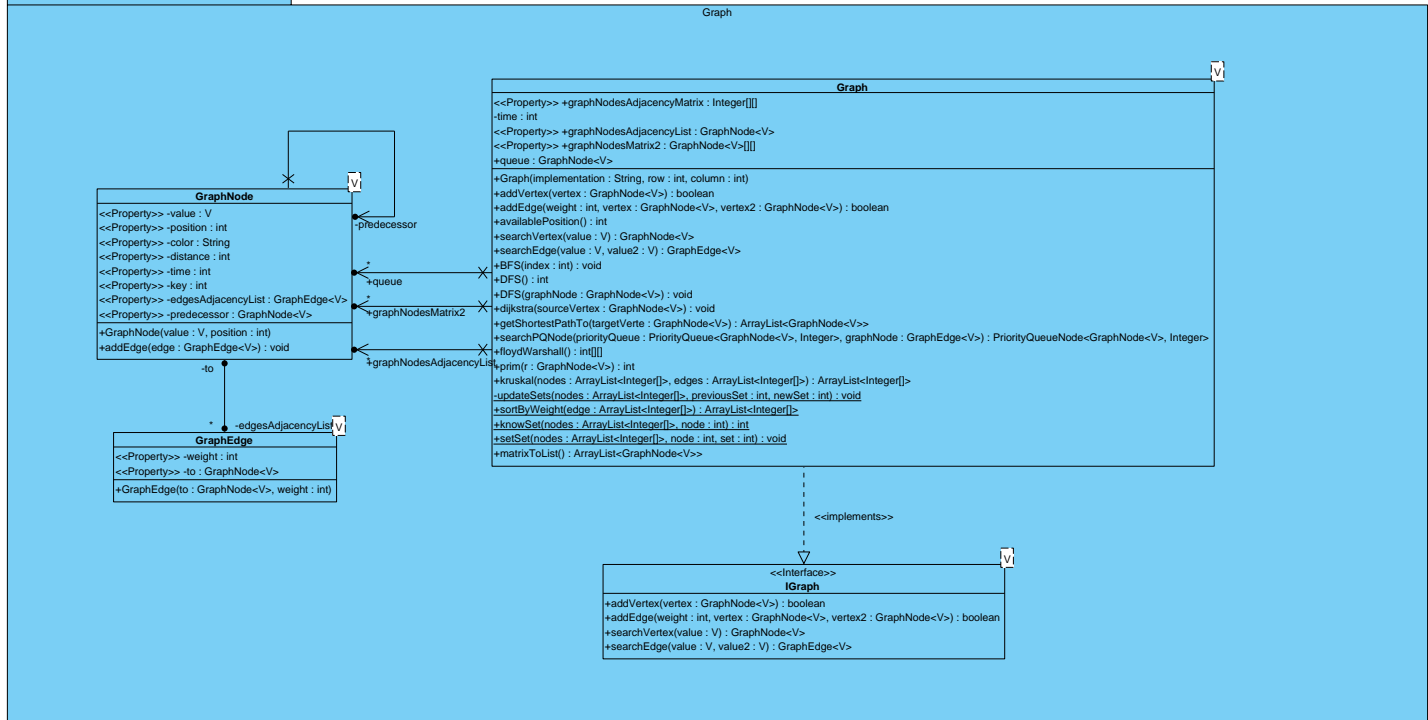 Graph
V
Graph
<<Property>> +graphNodesAdjacencyMatrix : Integer[][]
-time : int
<<Property>> +graphNodesAdjacencyList : GraphNode<V>
<<Property>> +graphNodesMatrix2 : GraphNode<V>[][]
+queue : GraphNode<V>
+Graph(implementation : String, row : int, column : int)
+addVertex(vertex : GraphNode<V>) : boolean
+addEdge(weight : int, vertex : GraphNode<V>, vertex2 : GraphNode<V>) : boolean
+availablePosition() : int
+searchVertex(value : V) : GraphNode<V>
+searchEdge(value : V, value2 : V) : GraphEdge<V>
+BFS(index : int) : void
+DFS() : int
+DFS(graphNode : GraphNode<V>) : void
+dijkstra(sourceVertex : GraphNode<V>) : void
+getShortestPathTo(targetVerte : GraphNode<V>) : ArrayList<GraphNode<V>>
+searchPQNode(priorityQueue : PriorityQueue<GraphNode<V>, Integer>, graphNode : GraphEdge<V>) : PriorityQueueNode<GraphNode<V>, Integer>
+floydWarshall() : int[][]
+prim(r : GraphNode<V>) : int
+kruskal(nodes : ArrayList<Integer[]>, edges : ArrayList<Integer[]>) : ArrayList<Integer[]>
-updateSets(nodes : ArrayList<Integer[]>, previousSet : int, newSet : int) : void
+sortByWeight(edge : ArrayList<Integer[]>) : ArrayList<Integer[]>
+knowSet(nodes : ArrayList<Integer[]>, node : int) : int
+setSet(nodes : ArrayList<Integer[]>, node : int, set : int) : void
+matrixToList() : ArrayList<GraphNode<V>>
V
GraphNode
<<Property>> -value : V
<<Property>> -position : int
<<Property>> -color : String
<<Property>> -distance : int
<<Property>> -time : int
<<Property>> -key : int
<<Property>> -edgesAdjacencyList : GraphEdge<V>
<<Property>> -predecessor : GraphNode<V>
+GraphNode(value : V, position : int)
+addEdge(edge : GraphEdge<V>) : void
-predecessor
*
+queue
*
+graphNodesMatrix2
*
+graphNodesAdjacencyList
-to
*
-edgesAdjacencyList
V
GraphEdge
<<Property>> -weight : int
<<Property>> -to : GraphNode<V>
+GraphEdge(to : GraphNode<V>, weight : int)
<<implements>>
V
<<Interface>>
IGraph
+addVertex(vertex : GraphNode<V>) : boolean
+addEdge(weight : int, vertex : GraphNode<V>, vertex2 : GraphNode<V>) : boolean
+searchVertex(value : V) : GraphNode<V>
+searchEdge(value : V, value2 : V) : GraphEdge<V>